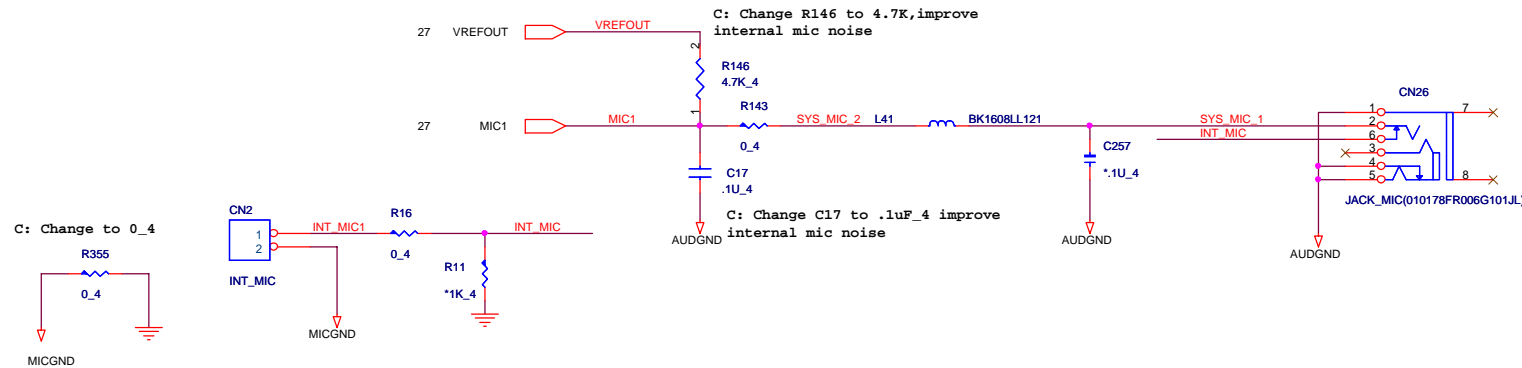 C: Change R146 to 4.7K,improve
internal mic noise
27 VREFOUT VREFOUT
2
R146
4.7K_4
1
27 MIC1 MIC1
R143
0_4
SYS_MIC_2 L41 BK1608LL121
SYS_MIC_1
INT_MIC
CN26
1
2
6
3
4
5
7
8
JACK_MIC(010178FR006G101JL)
C17
.1U_4
C257
*.1U_4
C: Change C17 to .1uF_4 improve
internal mic noise
AUDGND
AUDGND
AUDGND
C: Change to 0_4
R355
0_4
MICGND
CN2
1
2
INT_MIC
INT_MIC1
R16
0_4
INT_MIC
R11
*1K_4
MICGND